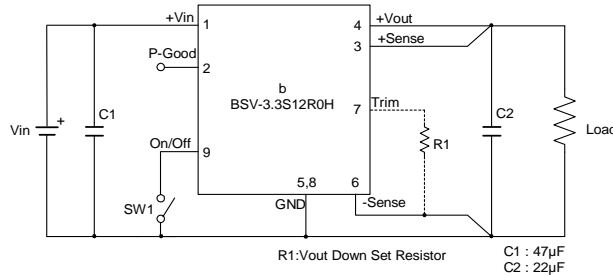 +Vin
1
4
+Vout
3
+Sense
P-Good
2
b
BSV-3.3S12R0H
7
Trim
C1
C2
Vin
+
R1
Load
On/Off
9
5,8
6
GND
-Sense
SW1
R1:Vout Down Set Resistor
C1 : 47µF
C2 : 22µF